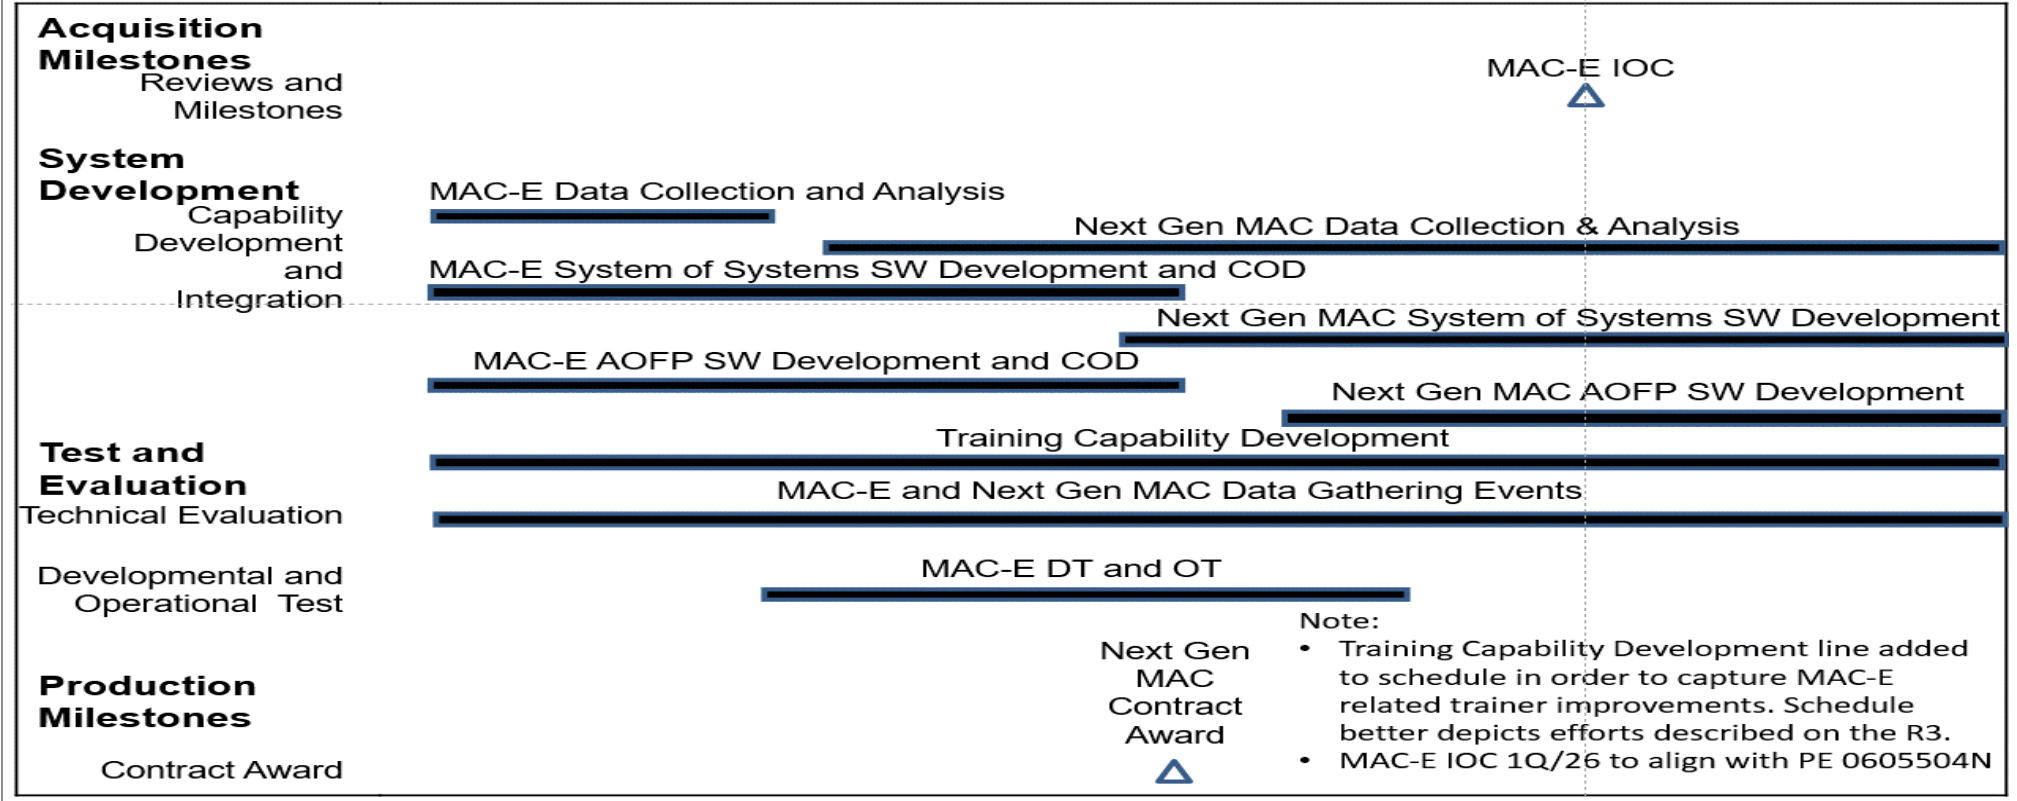 Acquisition
Milestones
Reviews and
Milestones
MAC-E IOC
System
Development
Capability
Development
and
Integration
MAC-E Data Collection and Analysis
Next Gen MAC Data Collection & Analysis
MAC-E System of Systems SW Development and COD
Next Gen MAC System of Systems SW Development
MAC-E AOFP SW Development and COD
Next Gen MAC AOFP SW Development
Training Capability Development
Test and
Evaluation
Technical Evaluation
MAC-E and Next Gen MAC Data Gathering Events
Developmental and
Operational Test
MAC-E DT and OT
Production
Milestones
Contract Award
Next Gen
MAC
Contract
Award
Note:
• Training Capability Development line added
to schedule in order to capture MAC-E
related trainer improvements. Schedule
better depicts efforts described on the R3.
• MAC-E IOC 1Q/26 to align with PE 0605504N